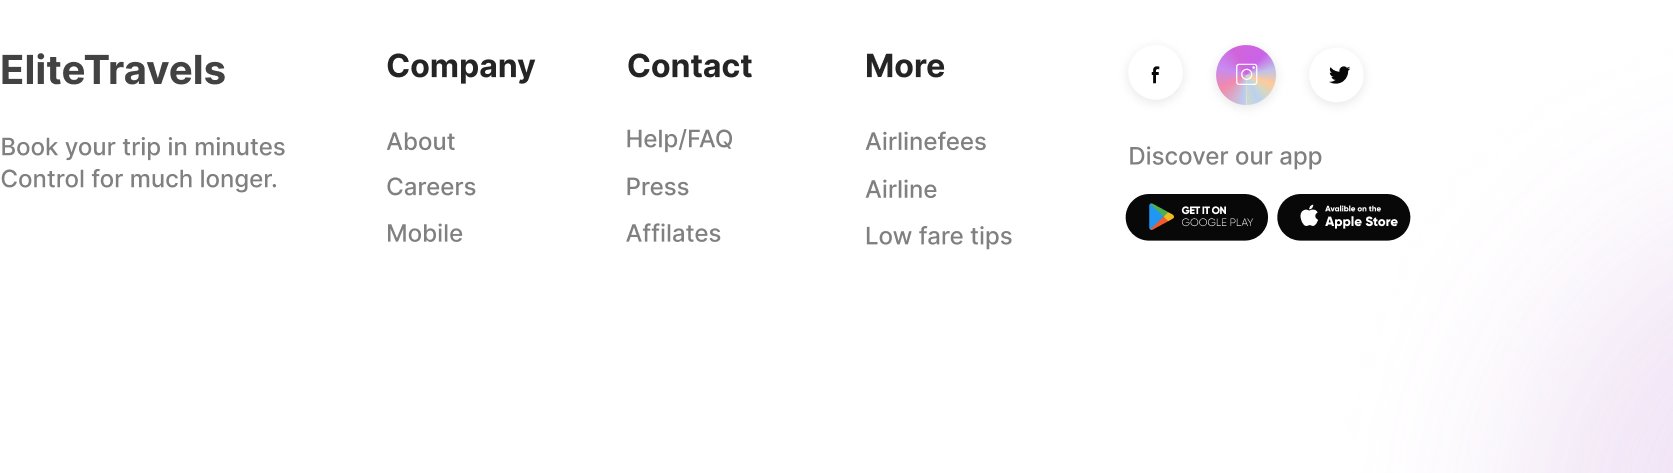 EliteTravels
Book your trip in minutes
Control for much longer.
Company
About
Careers
Mobile
Contact
Help/FAQ
Press
Affilates
More
Airlinefees
Airline
Low fare tips
f
Discover our app
GET IT ON
GOOGLE PLAY
Avalible on the
Apple Store